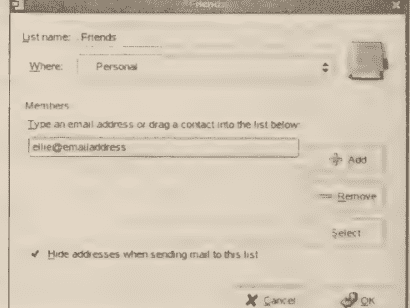 Friends
List name: Friends
Where: Personal
Members
Type an email address or drag a contact into the list below:
ellie@emailaddress
Add
Remove
Select
Hide addresses when sending mail to this list
Cancel
OK